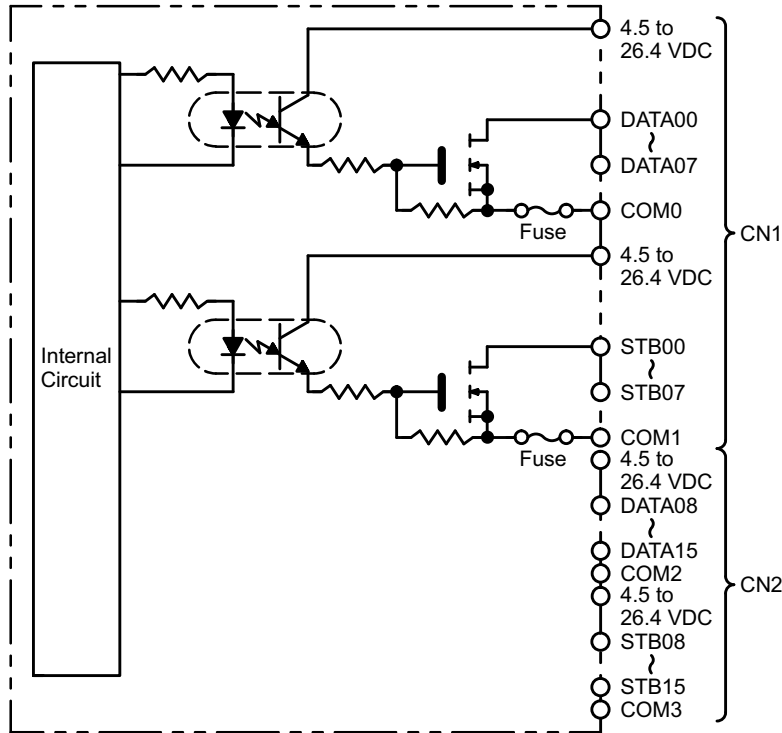 4.5 to
26.4 VDC
DATA00
~
DATA07
COM0
Fuse
CN1
4.5 to
26.4 VDC
Internal
Circuit
STB00
~
STB07
COM1
Fuse
4.5 to
26.4 VDC
DATA08
~
DATA15
COM2
CN2
4.5 to
26.4 VDC
STB08
~
STB15
COM3